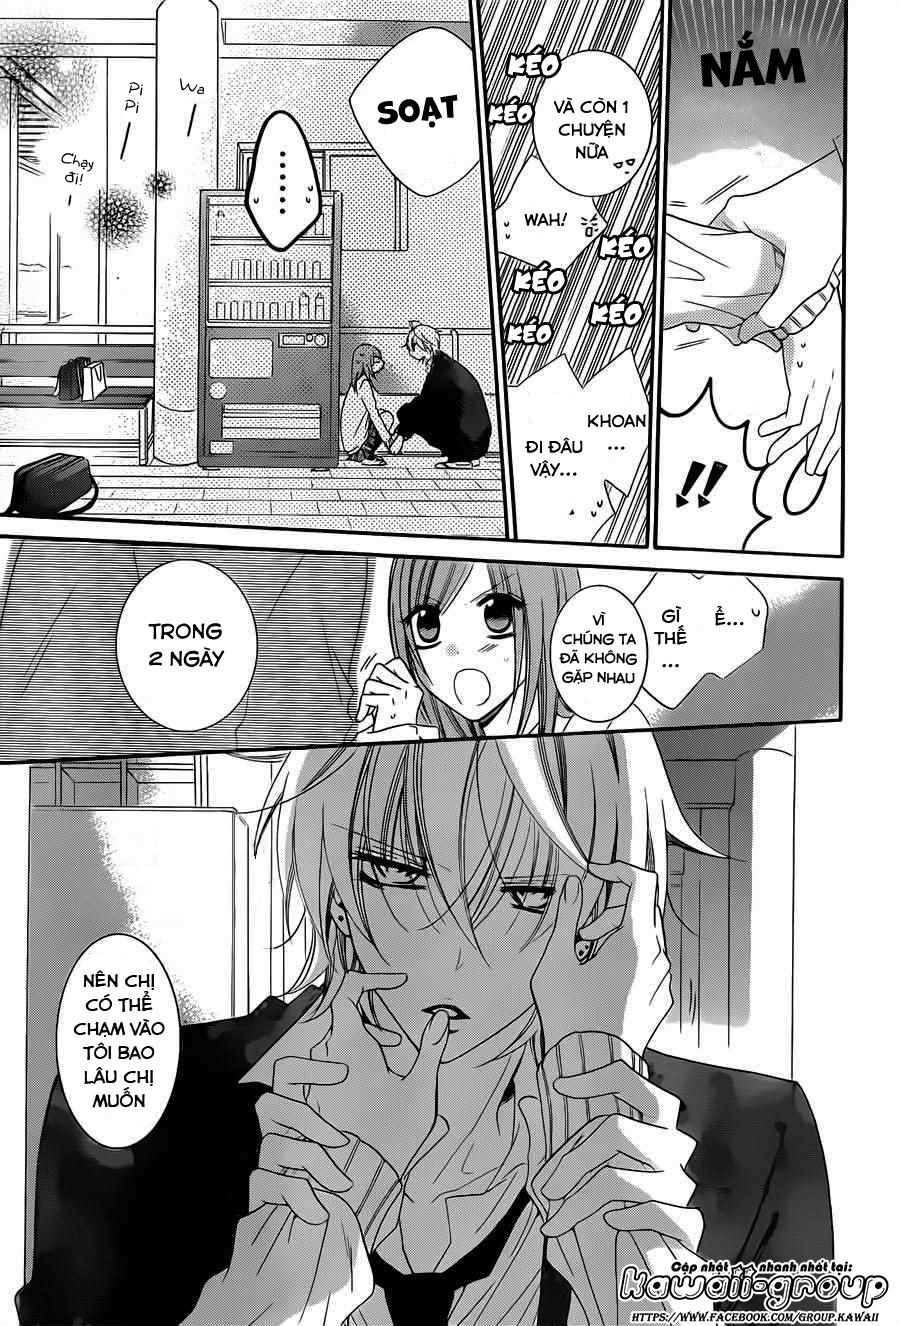 NẮM
!!
VÀ CÒN 1
CHUYỆN
NỮA
KÉO
KÉO
WAH!
KÉO
KÉO
KÉO
KÉO
KHOAN
...
ĐI ĐÂU
VẬY...
SOẠT
......
Wa
Pi
Pi
Chạy
đi!
Ể...
GÌ
THẾ
...
VÌ
CHÚNG TA
ĐÃ KHÔNG
GẶP NHAU
TRONG
2 NGÀY
NÊN CHỊ
CÓ THỂ
CHẠM VÀO
TÔI BAO
LÂU CHỊ
MUỐN
Cập nhật nhanh nhất tại:
kawaii-group
HTTPS://WWW.FACEBOOK.COM/GROUP.KAWAII